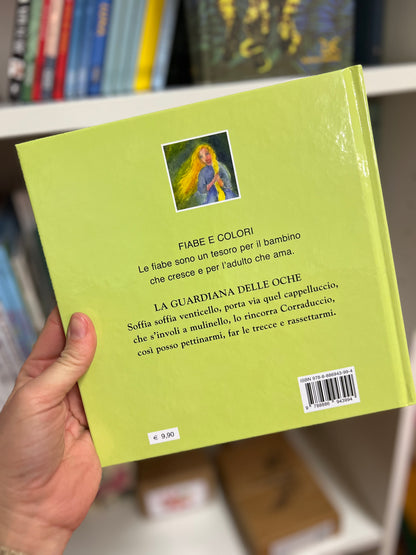 FIABE E COLORI
Le fiabe sono un tesoro per il bambino
che cresce e per l'adulto che ama.
LA GUARDIANA DELLE OCHE
Soffia soffia venticello, porta via quel cappelluccio,
che s'involi a mulinello, lo rincorra Corraduccio,
così posso pettinarmi, far le trecce e rassettarmi.
€ 9,90